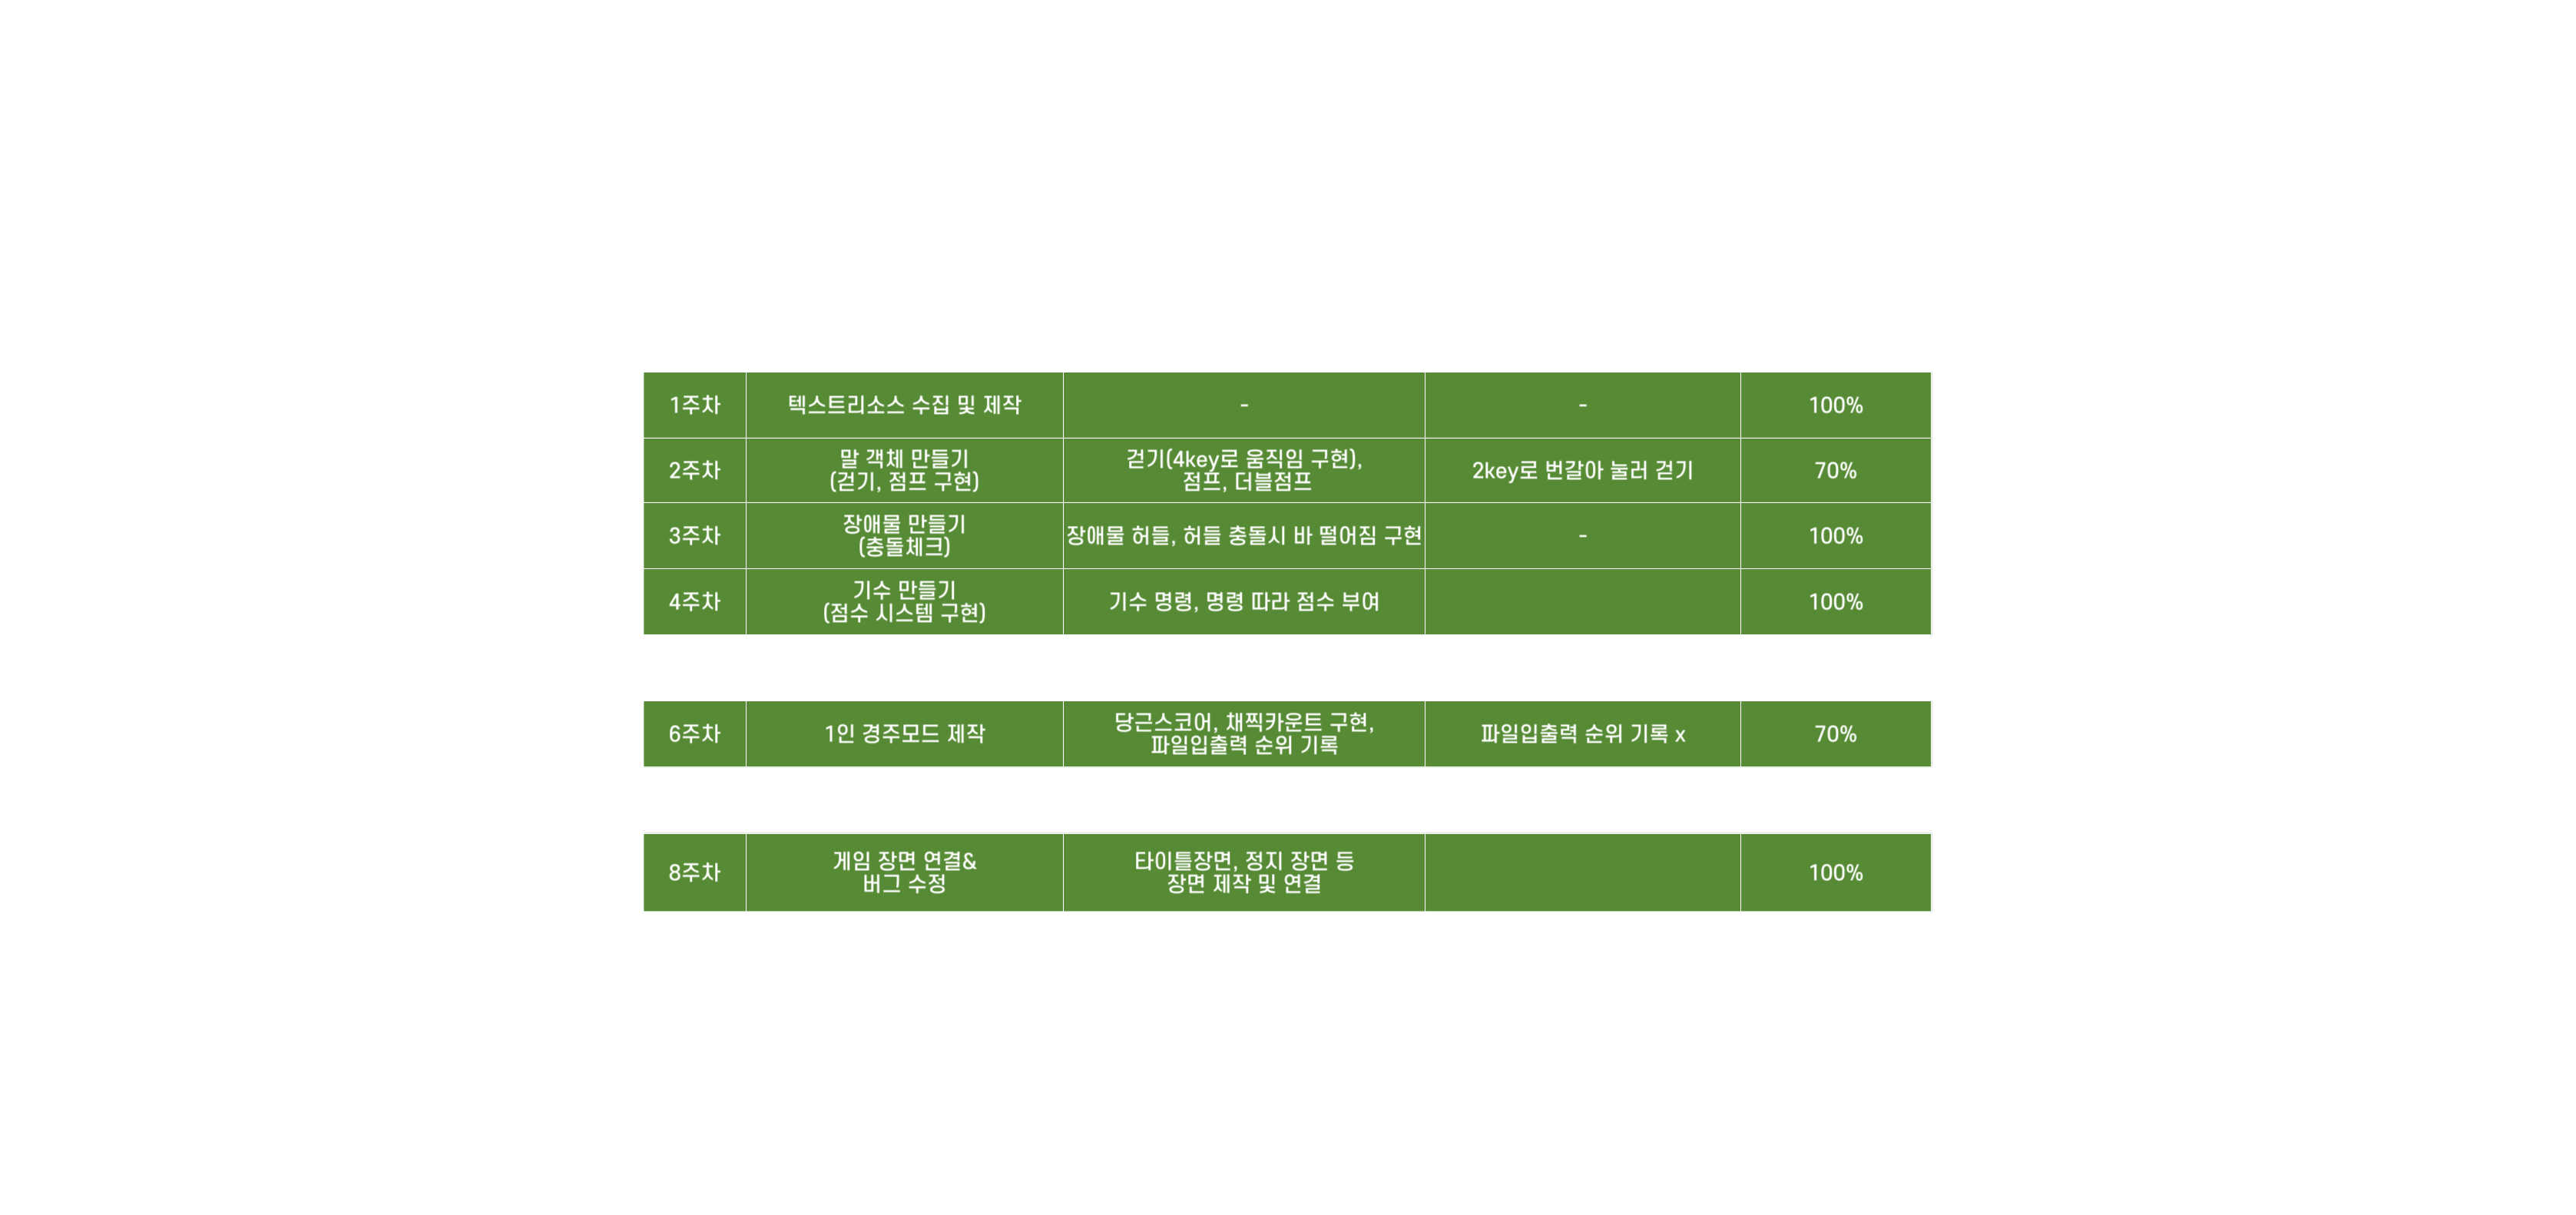 1주차 텍스트리소스 수집 및 제작 - - 100%
2주차 말 객체 만들기 걷기(4key로 움직임 구현), 2key로 번갈아 눌러 걷기 70%
(걷기, 점프 구현) 점프, 더블점프
3주차 장애물 만들기 장애물 허들, 허들 충돌시 바 떨어짐 구현 - 100%
(충돌체크)
4주차 기수 만들기 기수 명령, 명령 따라 점수 부여 100%
(점수 시스템 구현)
6주차 1인 경주모드 제작 당근스코어, 채찍카운트 구현, 파일입출력 순위 기록 x 70%
파일입출력 순위 기록
8주차 게임 장면 연결& 타이틀장면, 정지 장면 등 100%
버그 수정 장면 제작 및 연결